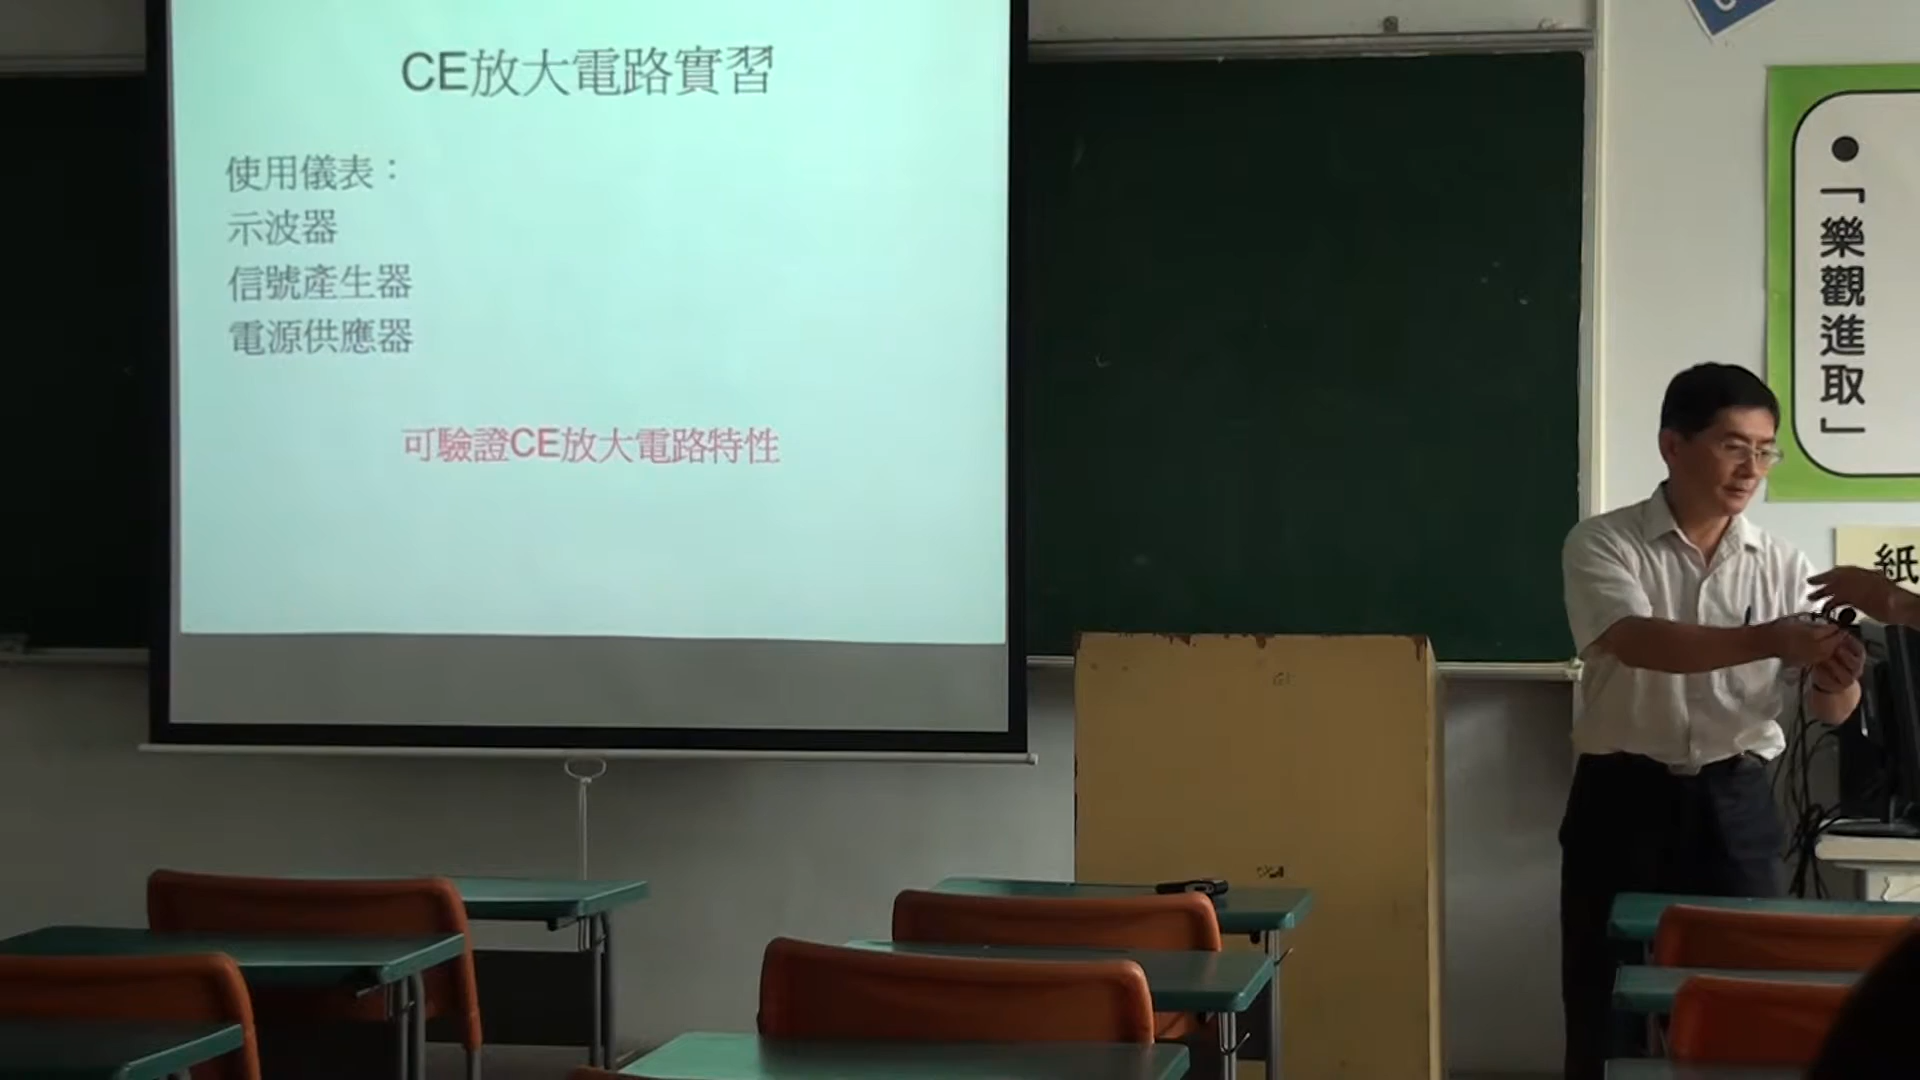 CE放大電路實習
使用儀表：
示波器
信號產生器
電源供應器
可驗證CE放大電路特性
●「樂觀進取」
紙